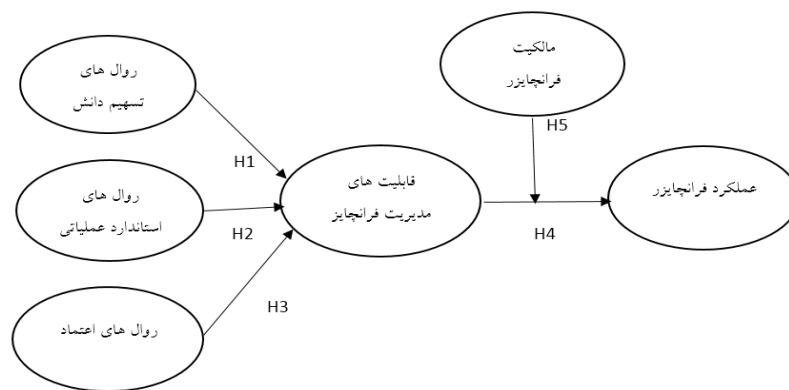 روال های
تسهیم دانش
H1
روال های
استاندارد عملیاتی
H2
روال های اعتماد
H3
قابلیت های
مدیریت فرانچایز
مالکیت
فرانچایزر
H5
H4
عملکرد فرانچایزر